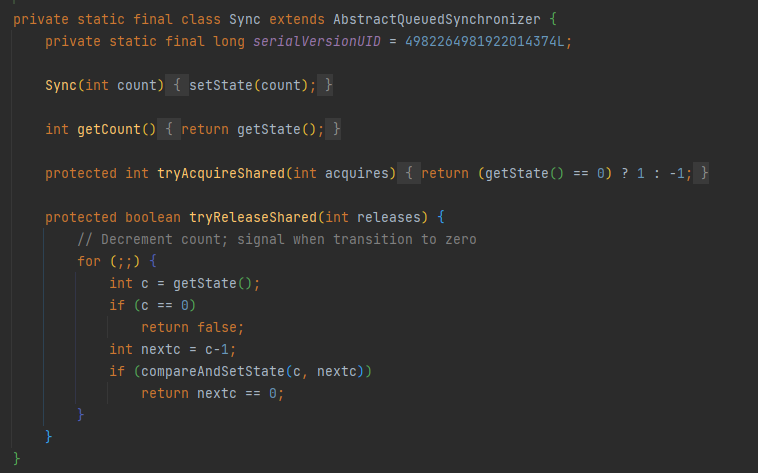 private static final class Sync extends AbstractQueuedSynchronizer {
private static final long serialVersionUID = 4982264981922014374L;
Sync(int count) { setState(count); }
int getCount() { return getState(); }
protected int tryAcquireShared(int acquires) { return (getState() == 0) ? 1 : -1; }
protected boolean tryReleaseShared(int releases) {
// Decrement count; signal when transition to zero
for (;;) {
int c = getState();
if (c == 0)
return false;
int nextc = c-1;
if (compareAndSetState(c, nextc))
return nextc == 0;
}
}
}